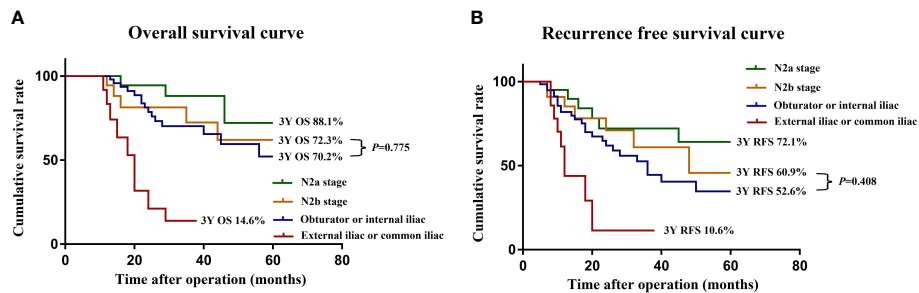 A
Overall survival curve
Cumulative survival rate
100
50
0
0 20 40 60 80
Time after operation (months)
3Y OS 88.1%
3Y OS 72.3%
3Y OS 70.2%
P=0.775
3Y OS 14.6%
N2a stage
N2b stage
Obturator or internal iliac
External iliac or common iliac
B
Recurrence free survival curve
Cumulative survival rate
100
50
0
0 20 40 60 80
Time after operation (months)
N2a stage
N2b stage
Obturator or internal iliac
External iliac or common iliac
3Y RFS 72.1%
3Y RFS 60.9%
3Y RFS 52.6%
P=0.408
3Y RFS 10.6%